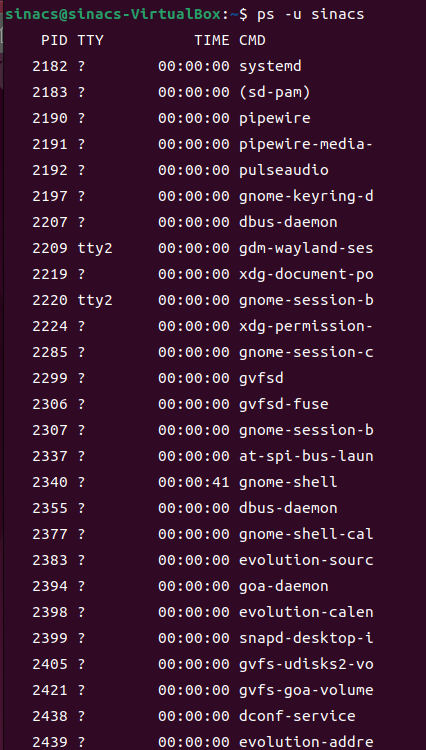 sinacs@sinacs-VirtualBox:~$ ps -u sinacs
PID TTY TIME CMD
2182 ? 00:00:00 systemd
2183 ? 00:00:00 (sd-pam)
2190 ? 00:00:00 pipewire
2191 ? 00:00:00 pipewire-media-
2192 ? 00:00:00 pulseaudio
2197 ? 00:00:00 gnome-keyring-d
2207 ? 00:00:00 dbus-daemon
2209 tty2 00:00:00 gdm-wayland-ses
2219 ? 00:00:00 xdg-document-po
2220 tty2 00:00:00 gnome-session-b
2224 ? 00:00:00 xdg-permission-
2285 ? 00:00:00 gnome-session-c
2299 ? 00:00:00 gvfsd
2306 ? 00:00:00 gvfsd-fuse
2307 ? 00:00:00 gnome-session-b
2337 ? 00:00:00 at-spi-bus-laun
2340 ? 00:00:41 gnome-shell
2355 ? 00:00:00 dbus-daemon
2377 ? 00:00:00 gnome-shell-cal
2383 ? 00:00:00 evolution-sourc
2394 ? 00:00:00 goa-daemon
2398 ? 00:00:00 evolution-calen
2399 ? 00:00:00 snapd-desktop-i
2405 ? 00:00:00 gvfs-udisks2-vo
2421 ? 00:00:00 gvfs-goa-volume
2438 ? 00:00:00 dconf-service
2439 ? 00:00:00 evolution-addre